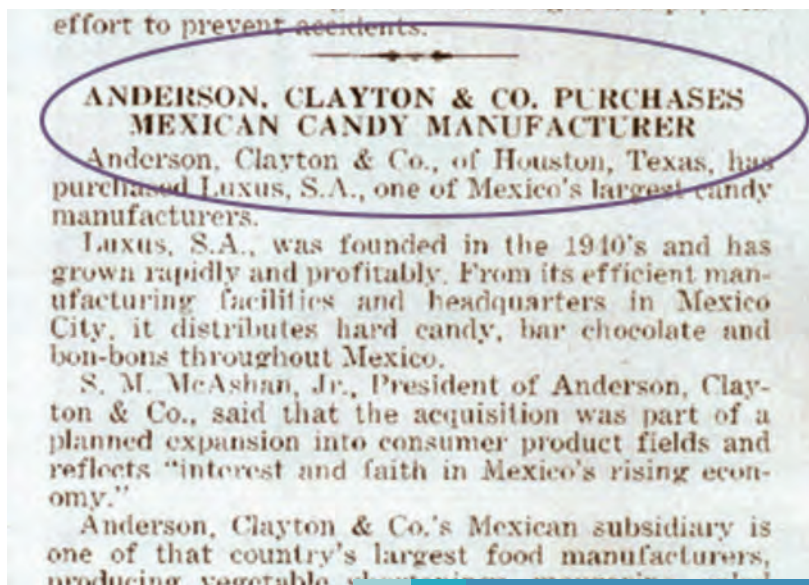 effort to prevent accidents.
ANDERSON, CLAYTON & CO. PURCHASES
MEXICAN CANDY MANUFACTURER
Anderson, Clayton & Co., of Houston, Texas, has
purchased Luxus, S.A., one of Mexico's largest candy
manufacturers.
Luxus, S.A., was founded in the 1940's and has
grown rapidly and profitably. From its efficient man-
ufacturing facilities and headquarters in Mexico
City, it distributes hard candy, bar chocolate and
bon-bons throughout Mexico.
S. M. McAshan, Jr., President of Anderson, Clay-
ton & Co., said that the acquisition was part of a
planned expansion into consumer product fields and
reflects "interest and faith in Mexico's rising econ-
omy."
Anderson, Clayton & Co.'s Mexican subsidiary is
one of that country's largest food manufacturers,
producing vegetable